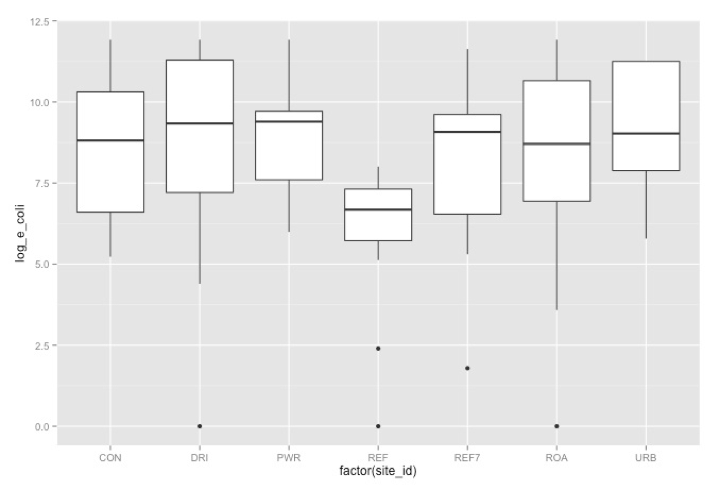 12.5
10.0
7.5
5.0
2.5
0.0
log_e_coli
CON DRI PWR REF REF7 ROA URB
factor(site_id)